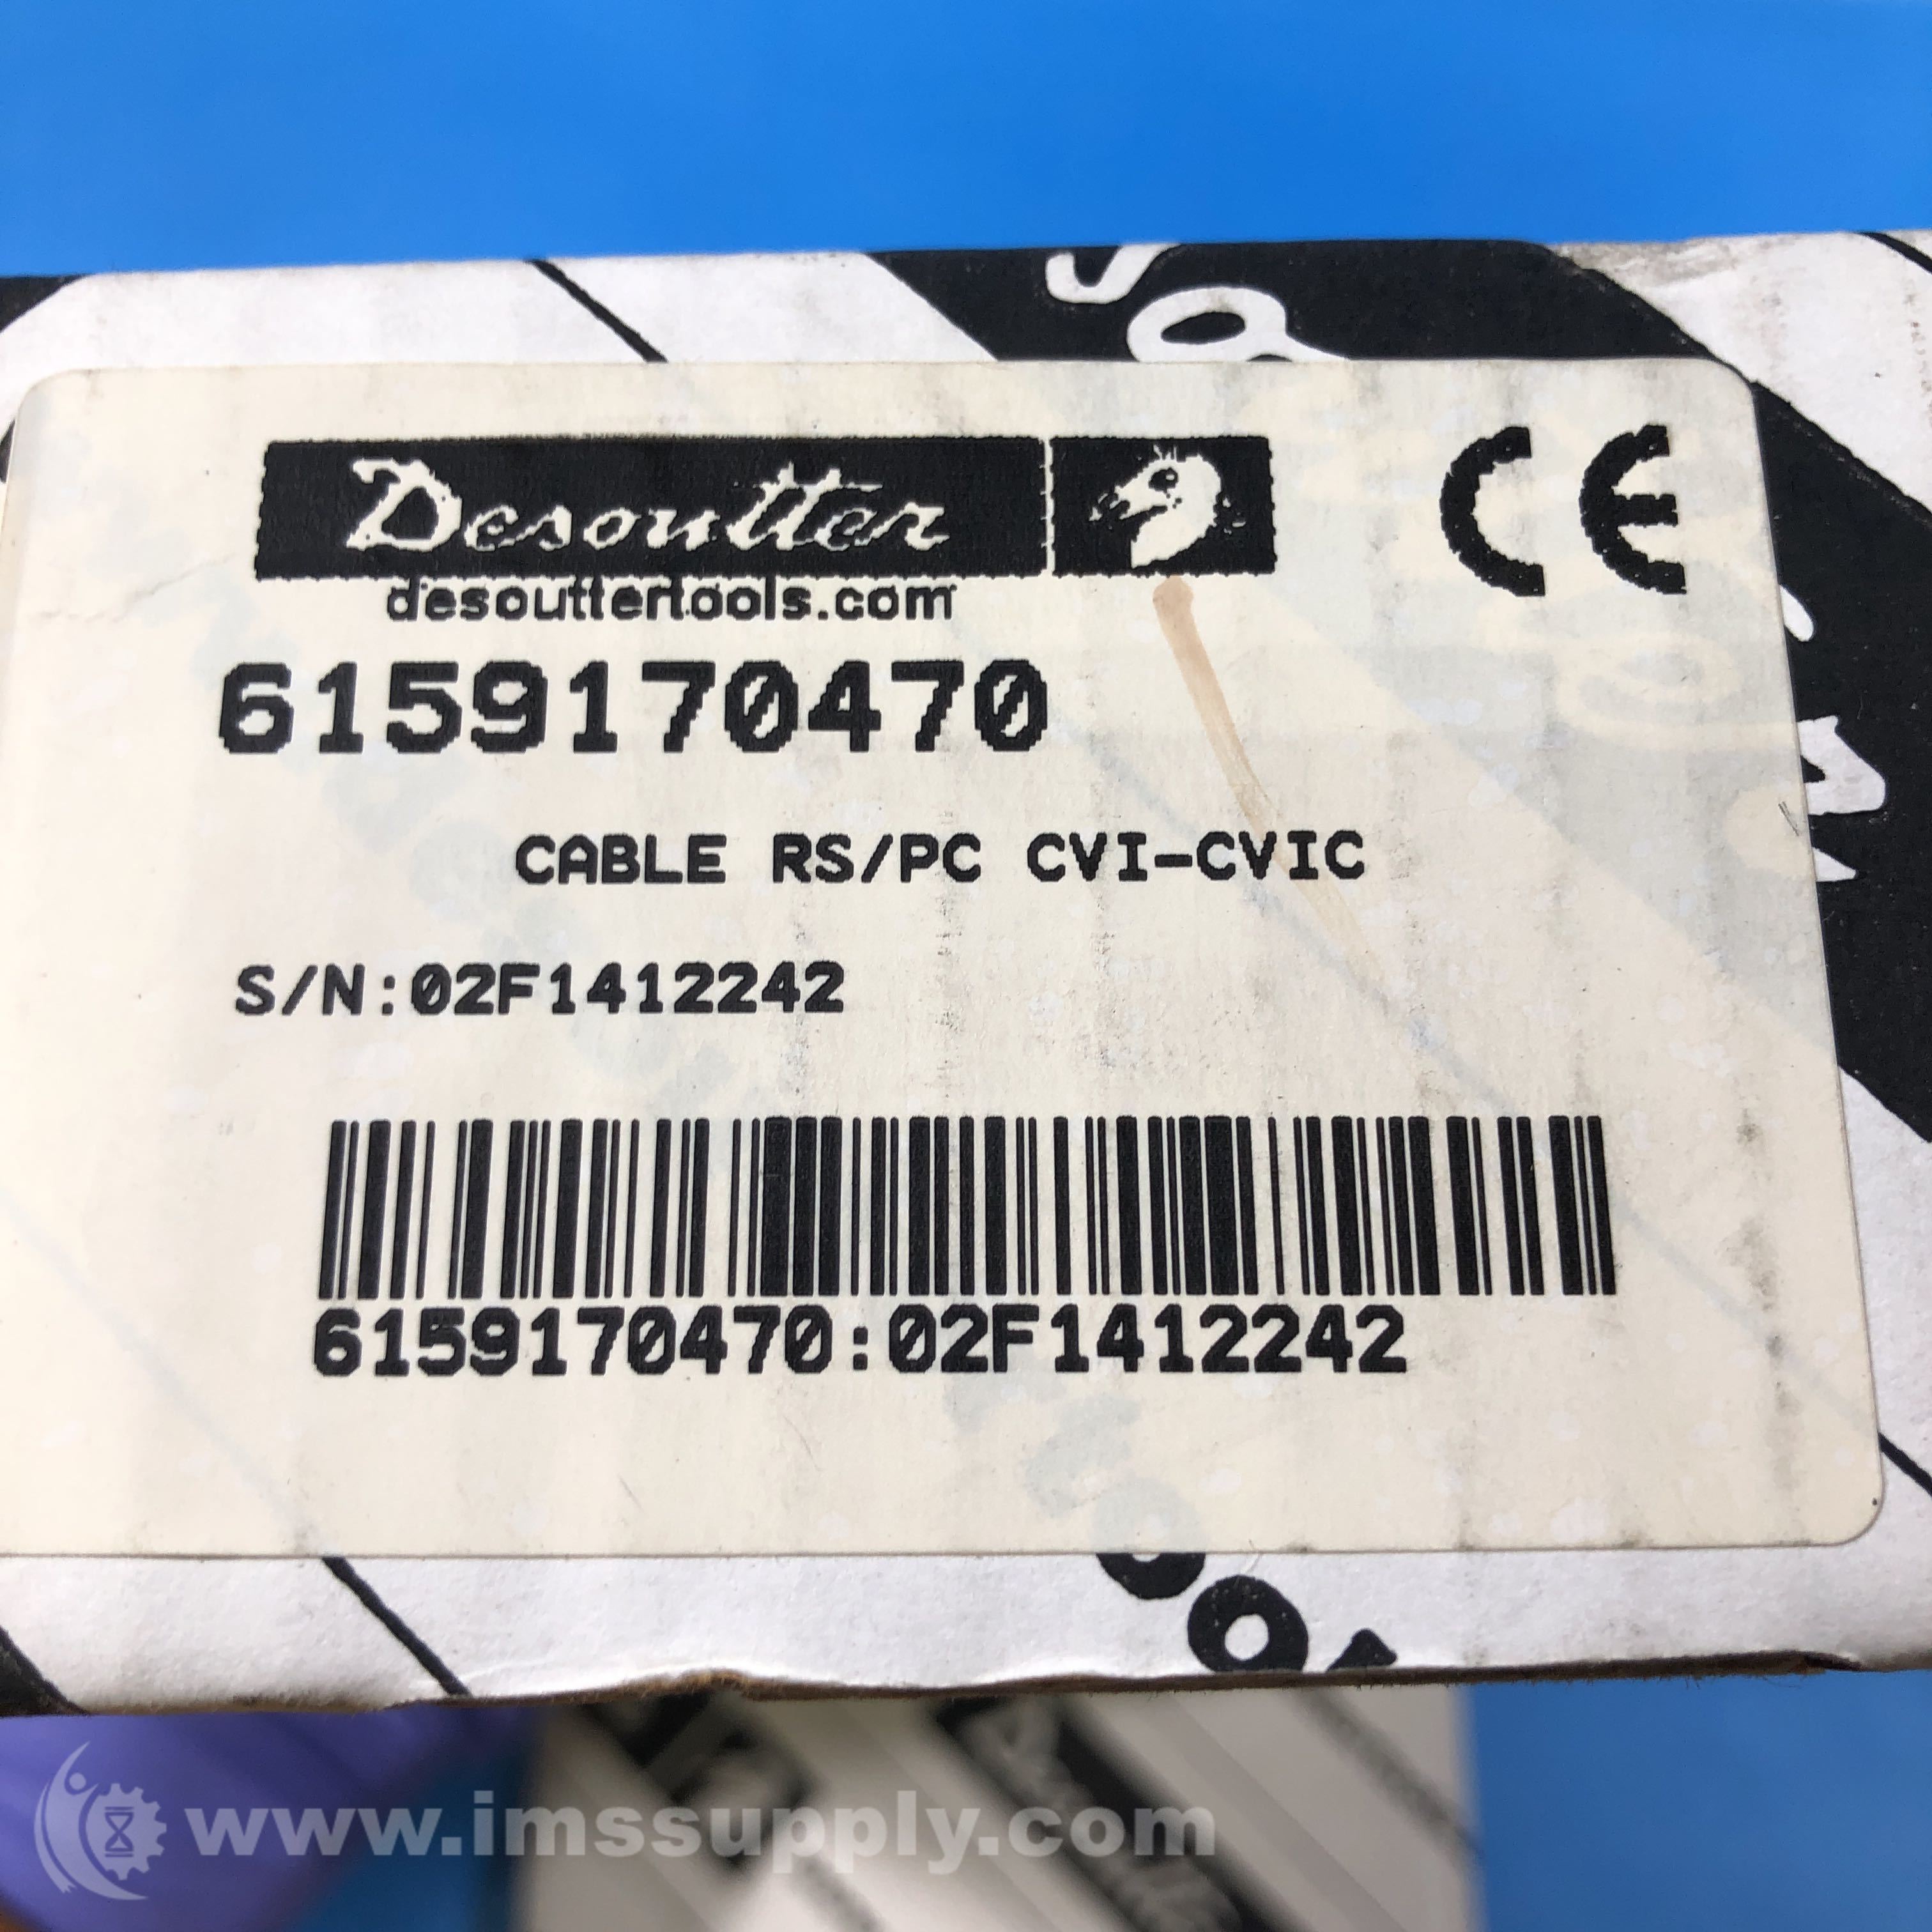 Desoutter
CE
desouttertools.com
6159170470
CABLE RS/PC CVI-CVIC
S/N:02F1412242
6159170470:02F1412242
www.imssupply.com